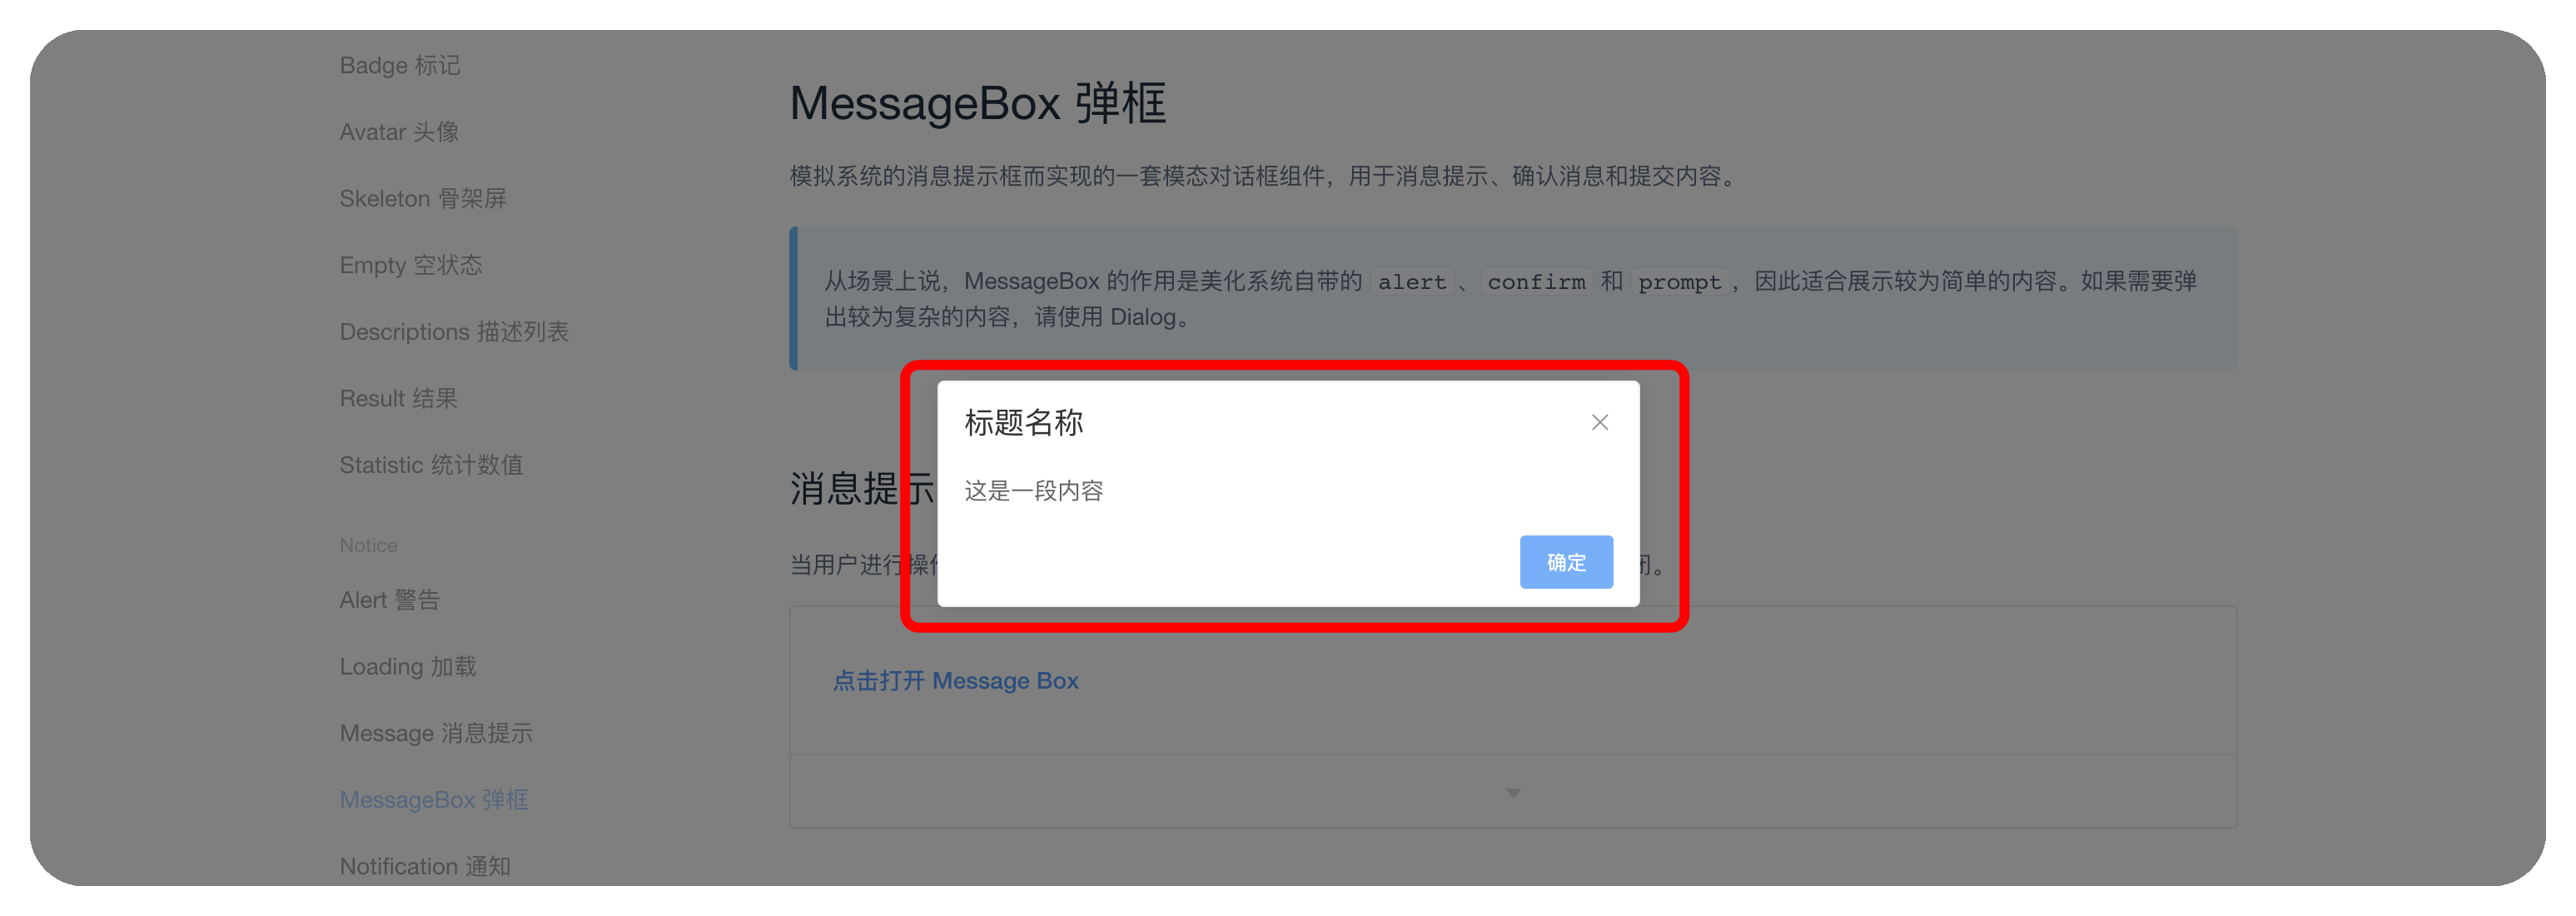 Badge 标记
Avatar 头像
Skeleton 骨架屏
Empty 空状态
Descriptions 描述列表
Result 结果
Statistic 统计数值
Notice
Alert 警告
Loading 加载
Message 消息提示
MessageBox 弹框
Notification 通知
MessageBox 弹框
模拟系统的消息提示框而实现的一套模态对话框组件，用于消息提示、确认消息和提交内容。
从场景上说，MessageBox 的作用是美化系统自带的 alert、confirm 和 prompt，因此适合展示较为简单的内容。如果需要弹
出较为复杂的内容，请使用 Dialog。
消息提示
当用户进行操作
闭。
标题名称
这是一段内容
确定
点击打开 Message Box